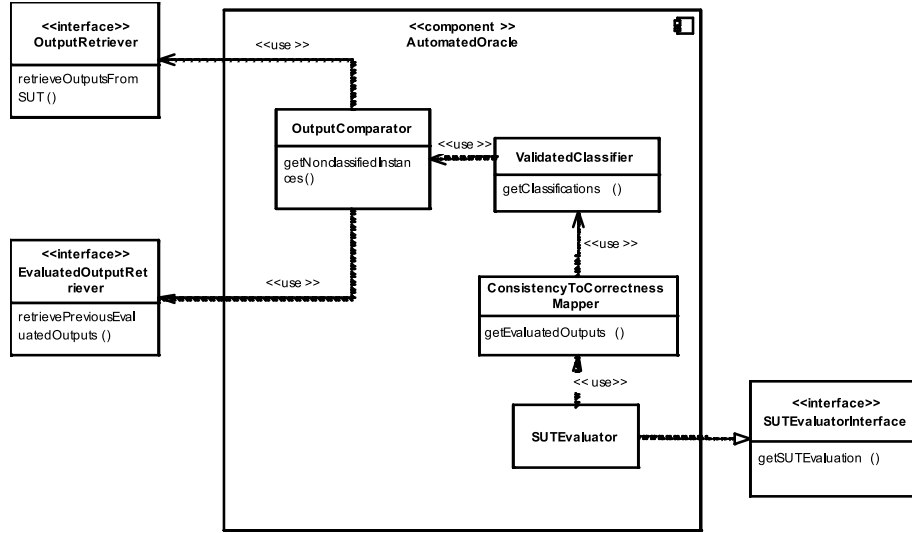 <<interface>>
OutputRetriever
retrieveOutputsFrom
SUT ()
<<use >>
<<component >>
AutomatedOracle
OutputComparator
getNonclassifiedInstan
ces ()
<<use >>
ValidatedClassifier
getClassifications ()
<<interface>>
EvaluatedOutputRet
riever
retrievePreviousEval
uatedOutputs ()
<<use >>
<<use >>
ConsistencyToCorrectness
Mapper
getEvaluatedOutputs ()
<< use>>
SUTEvaluator
<<interface>>
SUTEvaluatorInterface
getSUTEvaluation ()